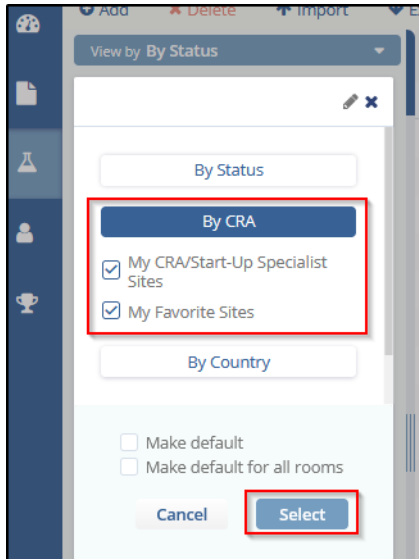 Add Delete Import E
View by By Status
By Status
By CRA
My CRA/Start-Up Specialist
Sites
My Favorite Sites
By Country
Make default
Make default for all rooms
Cancel Select